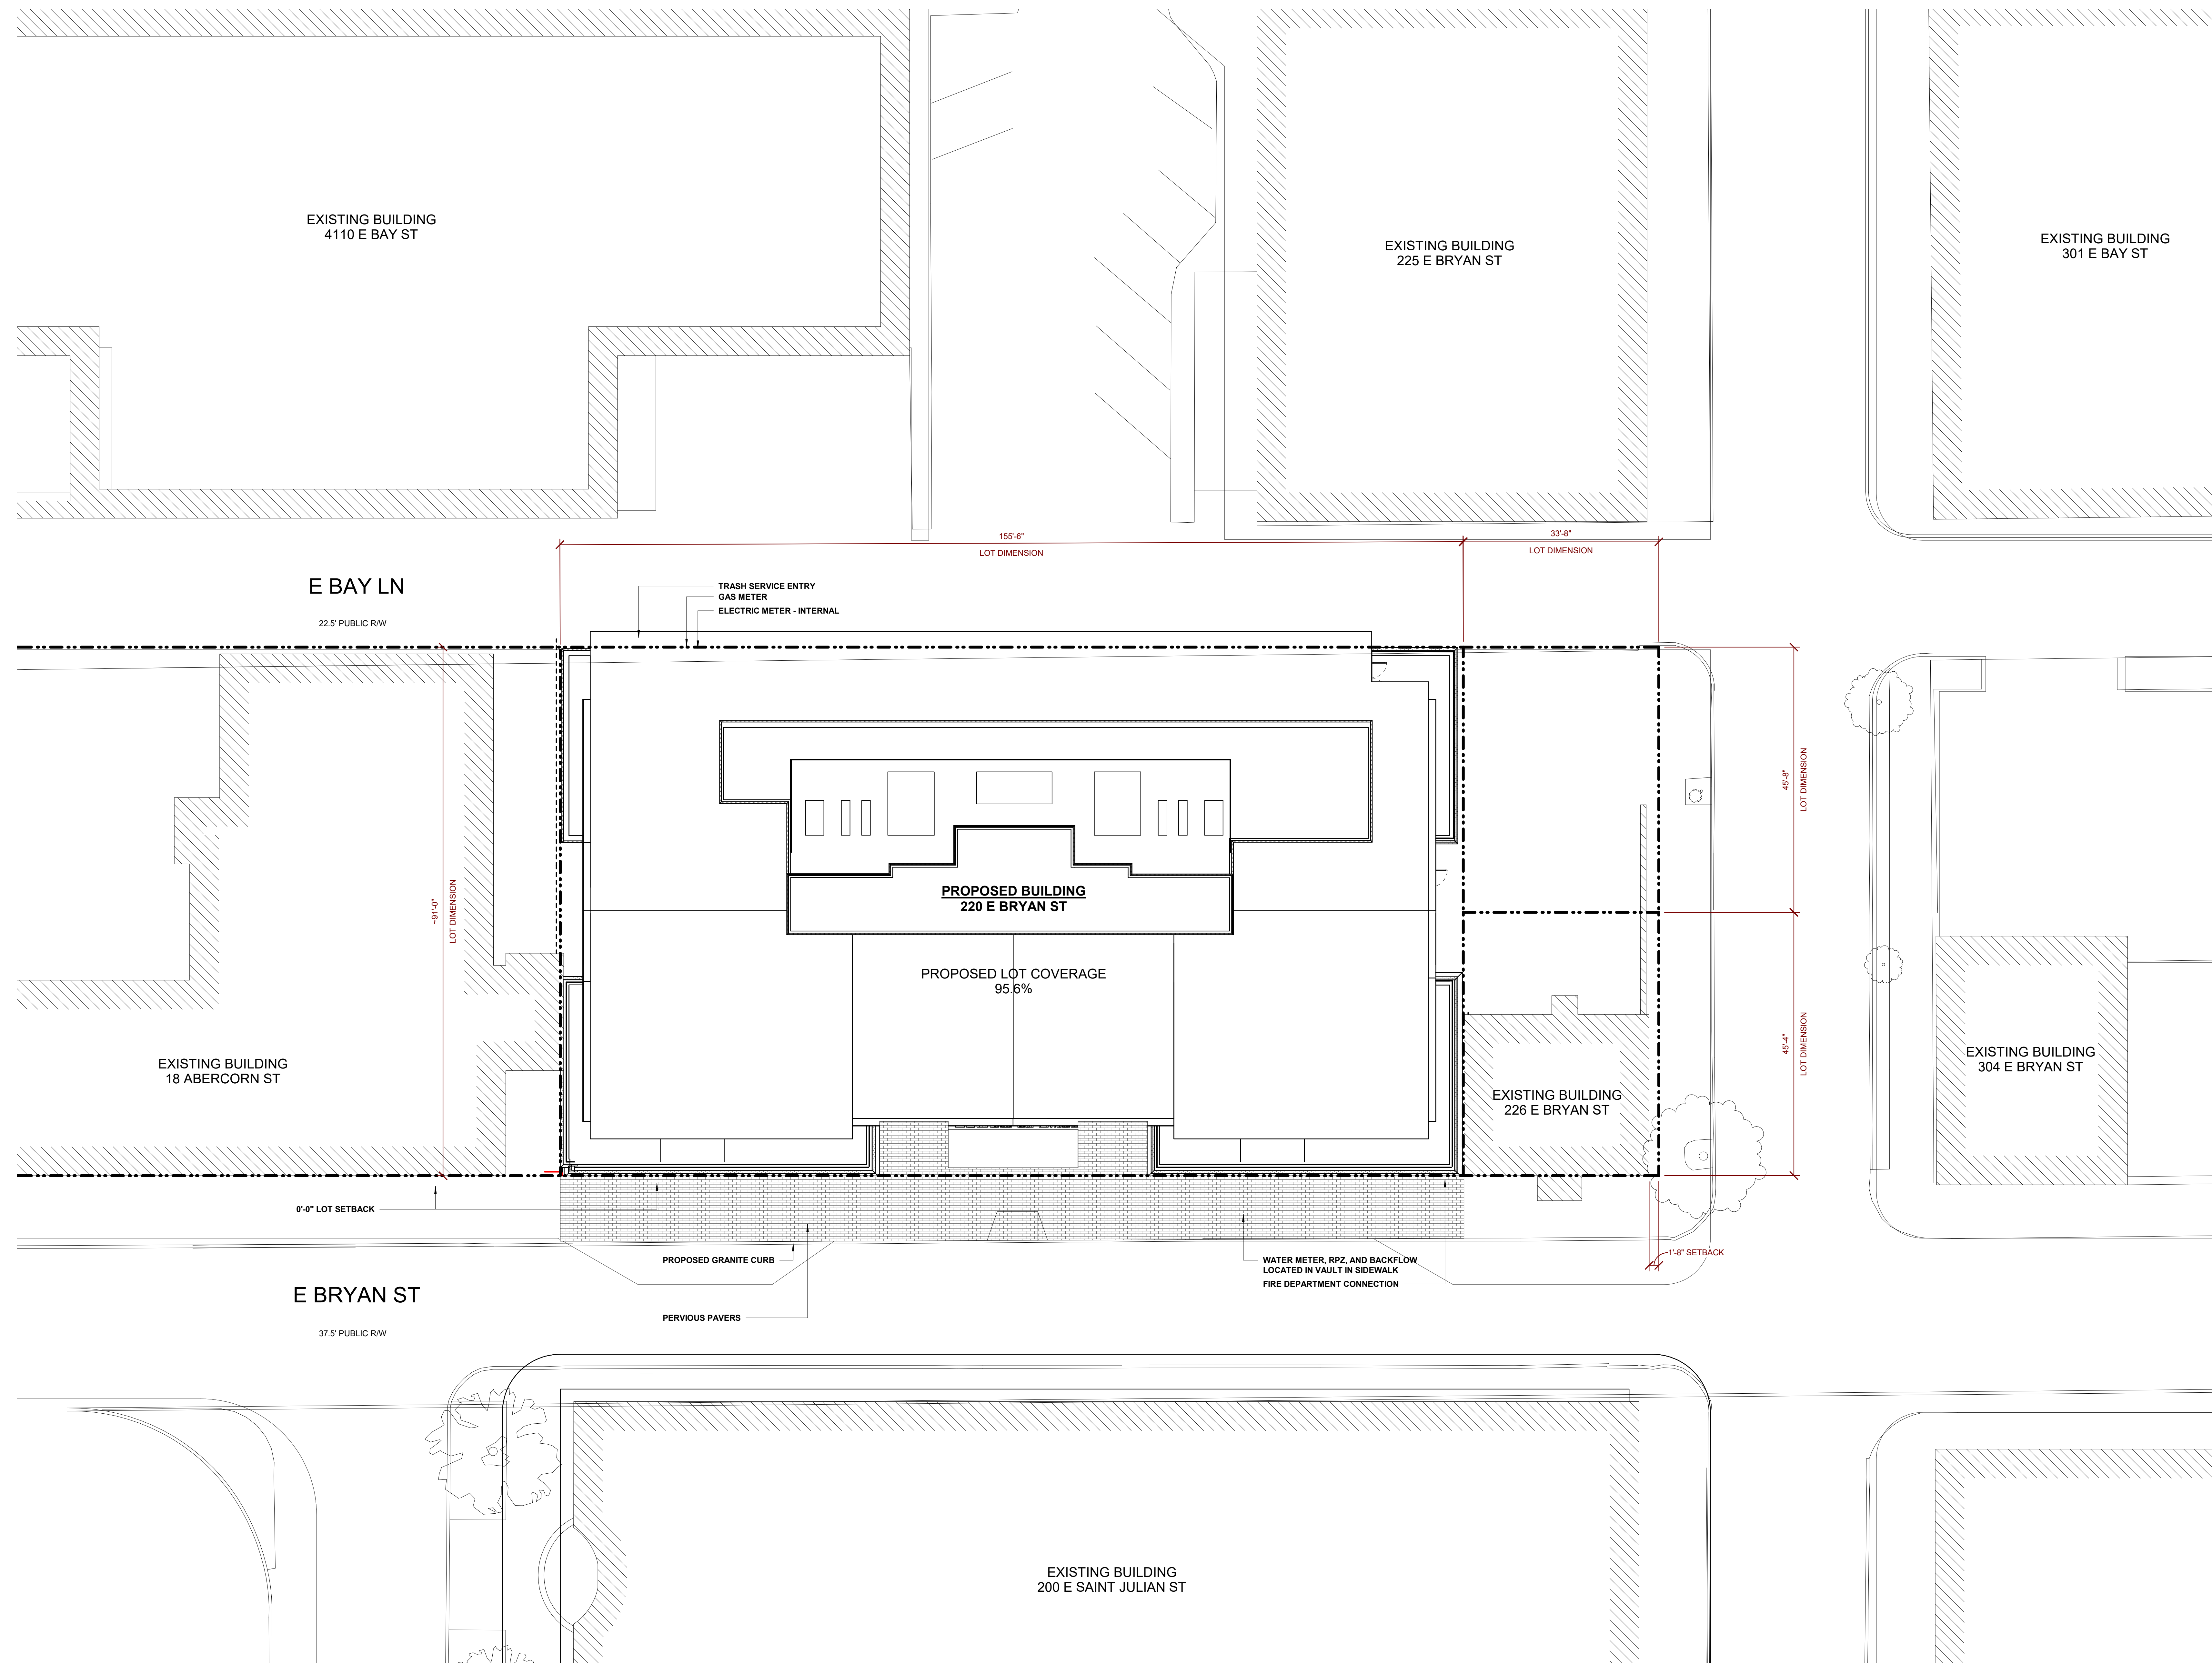 EXISTING BUILDING
4110 E BAY ST
EXISTING BUILDING
225 E BRYAN ST
EXISTING BUILDING
301 E BAY ST
155'-6"
LOT DIMENSION
33'-8"
LOT DIMENSION
E BAY LN
22.5' PUBLIC R/W
TRASH SERVICE ENTRY
GAS METER
ELECTRIC METER - INTERNAL
~91'-0"
LOT DIMENSION
45'-8"
LOT DIMENSION
PROPOSED BUILDING
220 E BRYAN ST
PROPOSED LOT COVERAGE
95.6%
45'-4"
LOT DIMENSION
EXISTING BUILDING
18 ABERCORN ST
EXISTING BUILDING
226 E BRYAN ST
EXISTING BUILDING
304 E BRYAN ST
0'-0" LOT SETBACK
PROPOSED GRANITE CURB
WATER METER, RPZ, AND BACKFLOW
LOCATED IN VAULT IN SIDEWALK
FIRE DEPARTMENT CONNECTION
1'-8" SETBACK
E BRYAN ST
37.5' PUBLIC R/W
PERVIOUS PAVERS
EXISTING BUILDING
200 E SAINT JULIAN ST